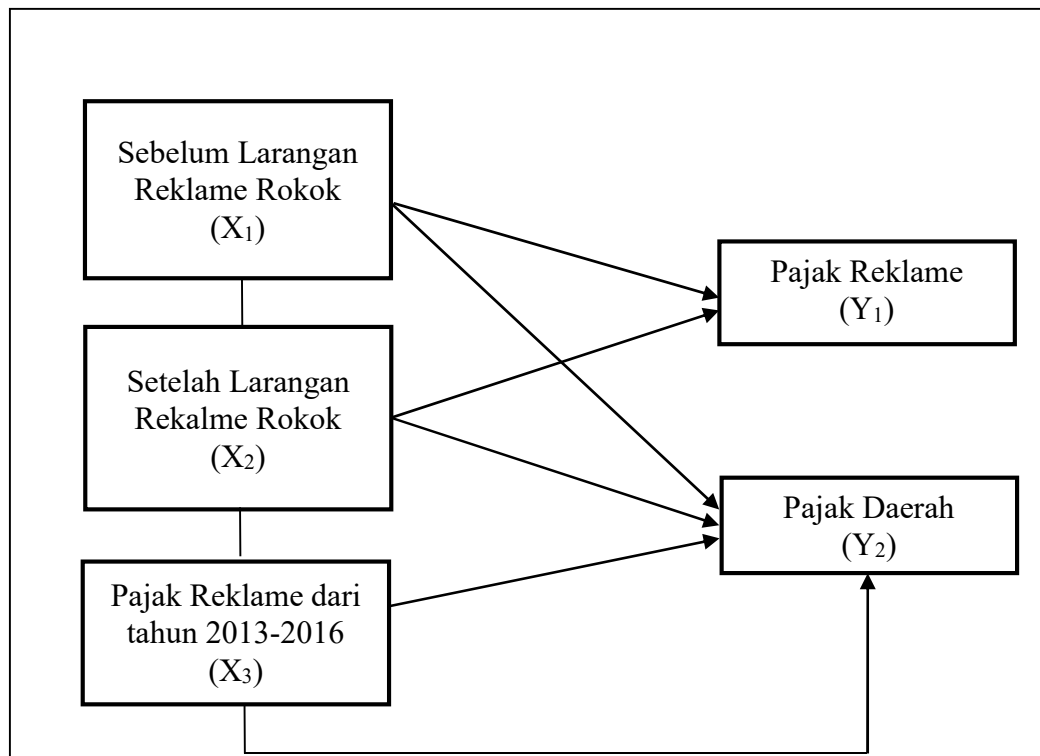 Sebelum Larangan
Reklame Rokok
(X₁)
Setelah Larangan
Rekalme Rokok
(X₂)
Pajak Reklame dari
tahun 2013-2016
(X₃)
Pajak Reklame
(Y₁)
Pajak Daerah
(Y₂)